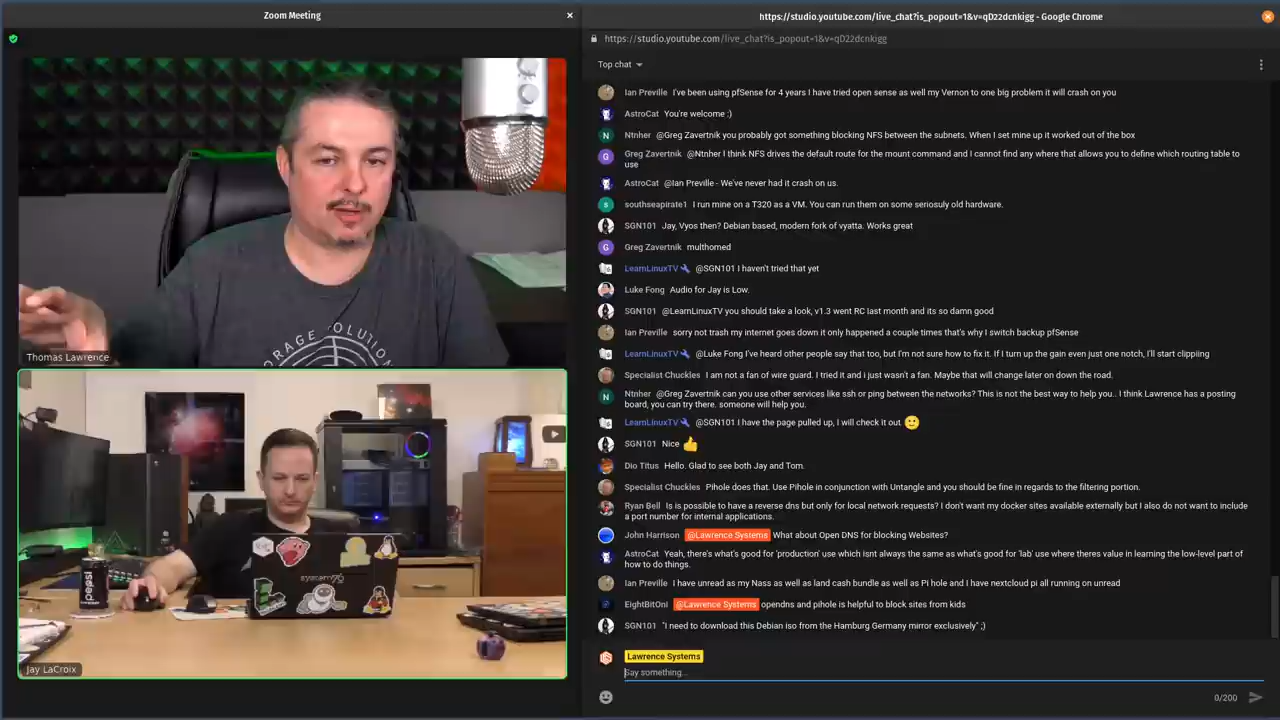 Zoom Meeting
×
https://studio.youtube.com/live_chat?is_popout=1&v=qD22dcnkigg - Google Chrome
https://studio.youtube.com/live_chat?is_popout=1&v=qD22dcnkigg
Top chat
Ian Preville I've been using pfSense for 4 years I have tried open sense as well my Vernon to one big problem it will crash on you
AstroCat You're welcome ;)
N Ntnher @Greg Zavertnik you probably got something blocking NFS between the subnets. When I set mine up it worked out of the box
G Greg Zavertnik @Ntnher I think NFS drives the default route for the mount command and I cannot find any where that allows you to define which routing table to
use
AstroCat @Ian Preville - We've never had it crash on us.
s southseapirate1 I run mine on a T320 as a VM. You can run them on some seriosuly old hardware.
SGN101 Jay, Vyos then? Debian based, modern fork of vyatta. Works great
G Greg Zavertnik multhomed
LearnLinuxTV @SGN101 I haven't tried that yet
Luke Fong Audio for Jay is Low.
SGN101 @LearnLinuxTV you should take a look, v1.3 went RC last month and its so damn good
Ian Preville sorry not trash my internet goes down it only happened a couple times that's why I switch backup pfSense
LearnLinuxTV @Luke Fong I've heard other people say that too, but I'm not sure how to fix it. If I turn up the gain even just one notch, I'll start clipiing
Specialist Chuckles I am not a fan of wire guard. I tried it and i just wasn't a fan. Maybe that will change later on down the road.
N Ntnher @Greg Zavertnik can you use other services like ssh or ping between the networks? This is not the best way to help you.. I think Lawrence has a posting
board, you can try there. someone will help you.
LearnLinuxTV @SGN101 I have the page pulled up, I will check it out 🙂
SGN101 Nice 👍
Dio Titus Hello. Glad to see both Jay and Tom.
Specialist Chuckles Pihole does that. Use Pihole in conjunction with Untangle and you should be fine in regards to the filtering portion.
Ryan Bell Is is possible to have a reverse dns but only for local network requests? I don't want my docker sites available externally but I also do not want to include
a port number for internal applications.
John Harrison @Lawrence Systems What about Open DNS for blocking Websites?
AstroCat Yeah, there's what's good for 'production' use which isnt always the same as what's good for 'lab' use where theres value in learning the low-level part of
how to do things.
Ian Preville I have unread as my Nass as well as land cash bundle as well as Pi hole and I have nextcloud pi all running on unread
EightBitOni @Lawrence Systems opendns and pihole is helpful to block sites from kids
SGN101 "I need to download this Debian iso from the Hamburg Germany mirror exclusively" ;)
Lawrence Systems
Say something...
0/200
Thomas Lawrence
pepsi
system76
Jay LaCroix